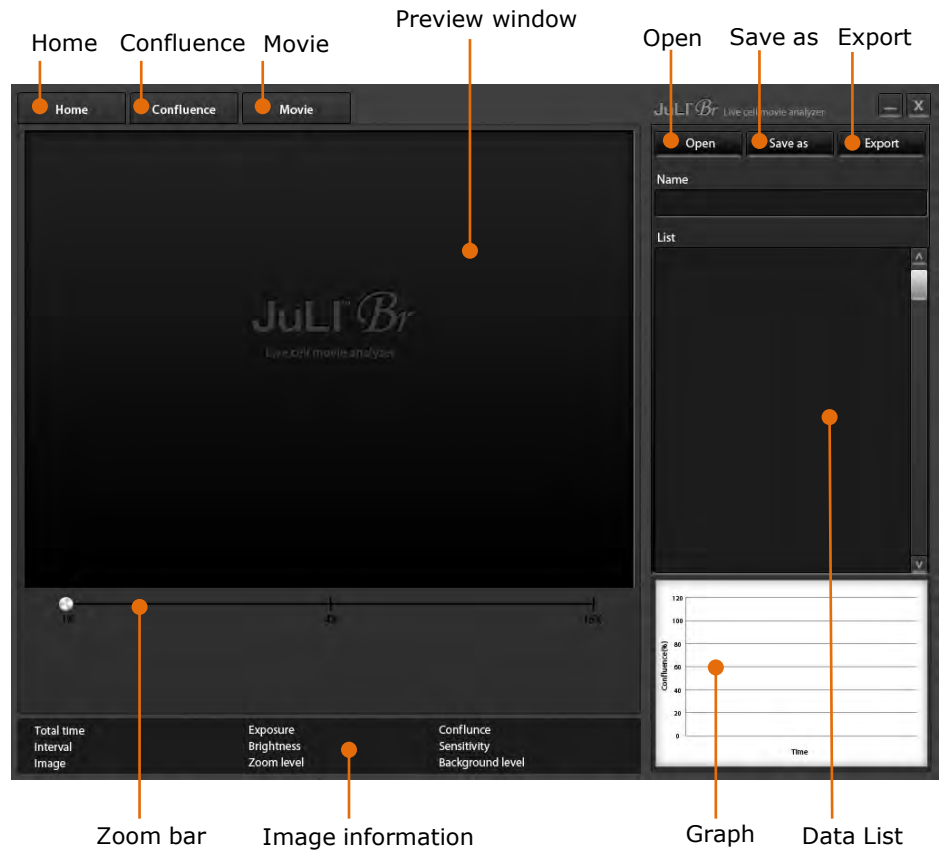 Preview window
Home Confluence Movie Open Save as Export
Home Confluence Movie
JuLI™ Br Live cell movie analyzer
Open Save as Export
Name
List
JuLI™ Br
Live cell movie analyzer
1X 4X 16X
120
100
80
60
40
20
0
Confluence(%)
Time
Total time Exposure Conflunce
Interval Brightness Sensitivity
Image Zoom level Background level
Zoom bar Image information Graph Data List